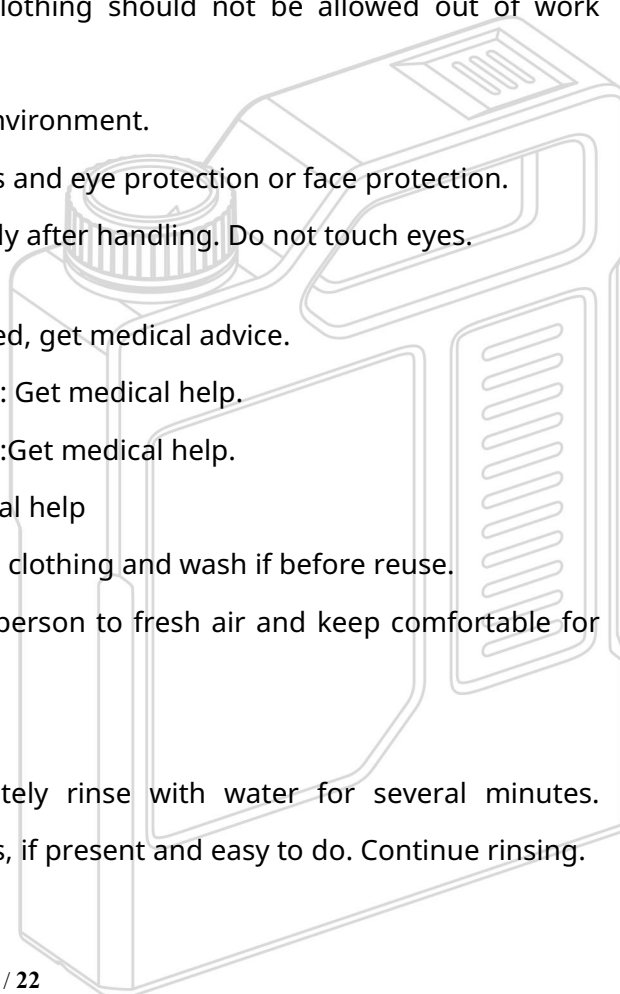 lothing should not be allowed out of work
nvironment.
s and eye protection or face protection.
ly after handling. Do not touch eyes.
ed, get medical advice.
: Get medical help.
:Get medical help.
al help
clothing and wash if before reuse.
person to fresh air and keep comfortable for
tely rinse with water for several minutes.
s, if present and easy to do. Continue rinsing.
/ 22